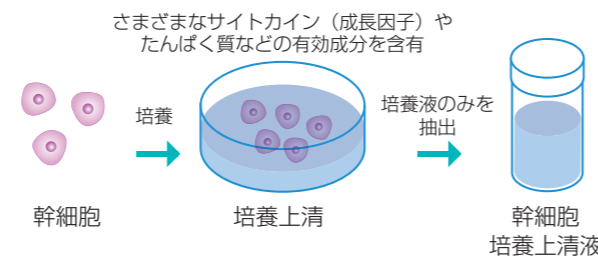 さまざまなサイトカイン（成長因子）や
たんぱく質などの有効成分を含有
培養
培養液のみを
抽出
幹細胞
培養上清
幹細胞
培養上清液